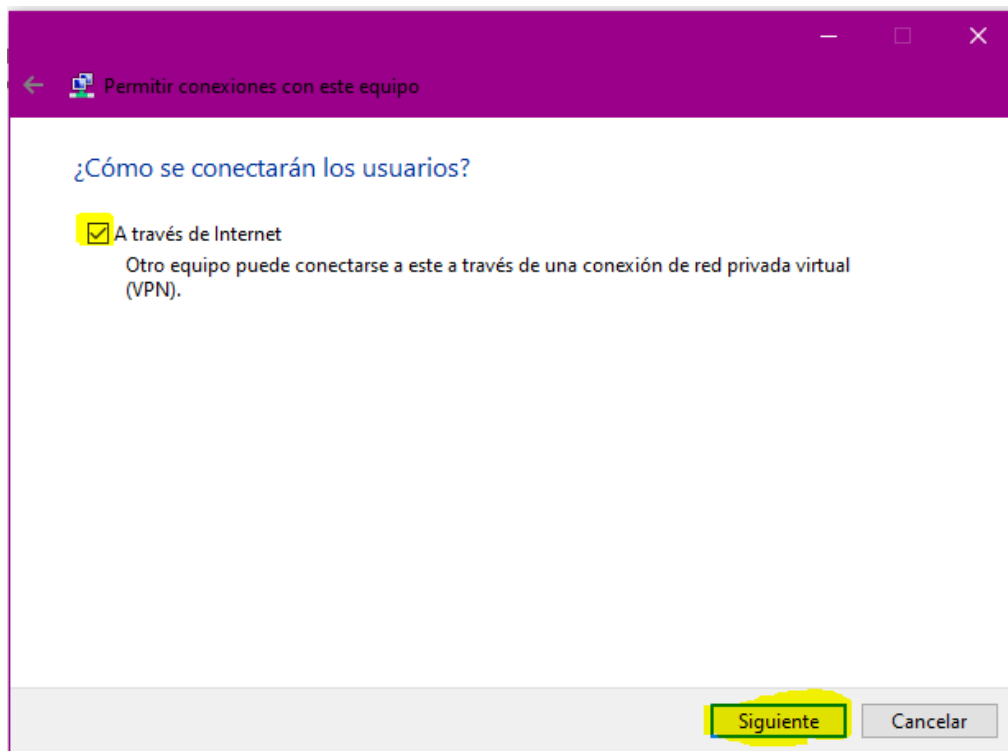 Permitir conexiones con este equipo
¿Cómo se conectarán los usuarios?
A través de Internet
Otro equipo puede conectarse a este a través de una conexión de red privada virtual
(VPN).
Siguiente
Cancelar